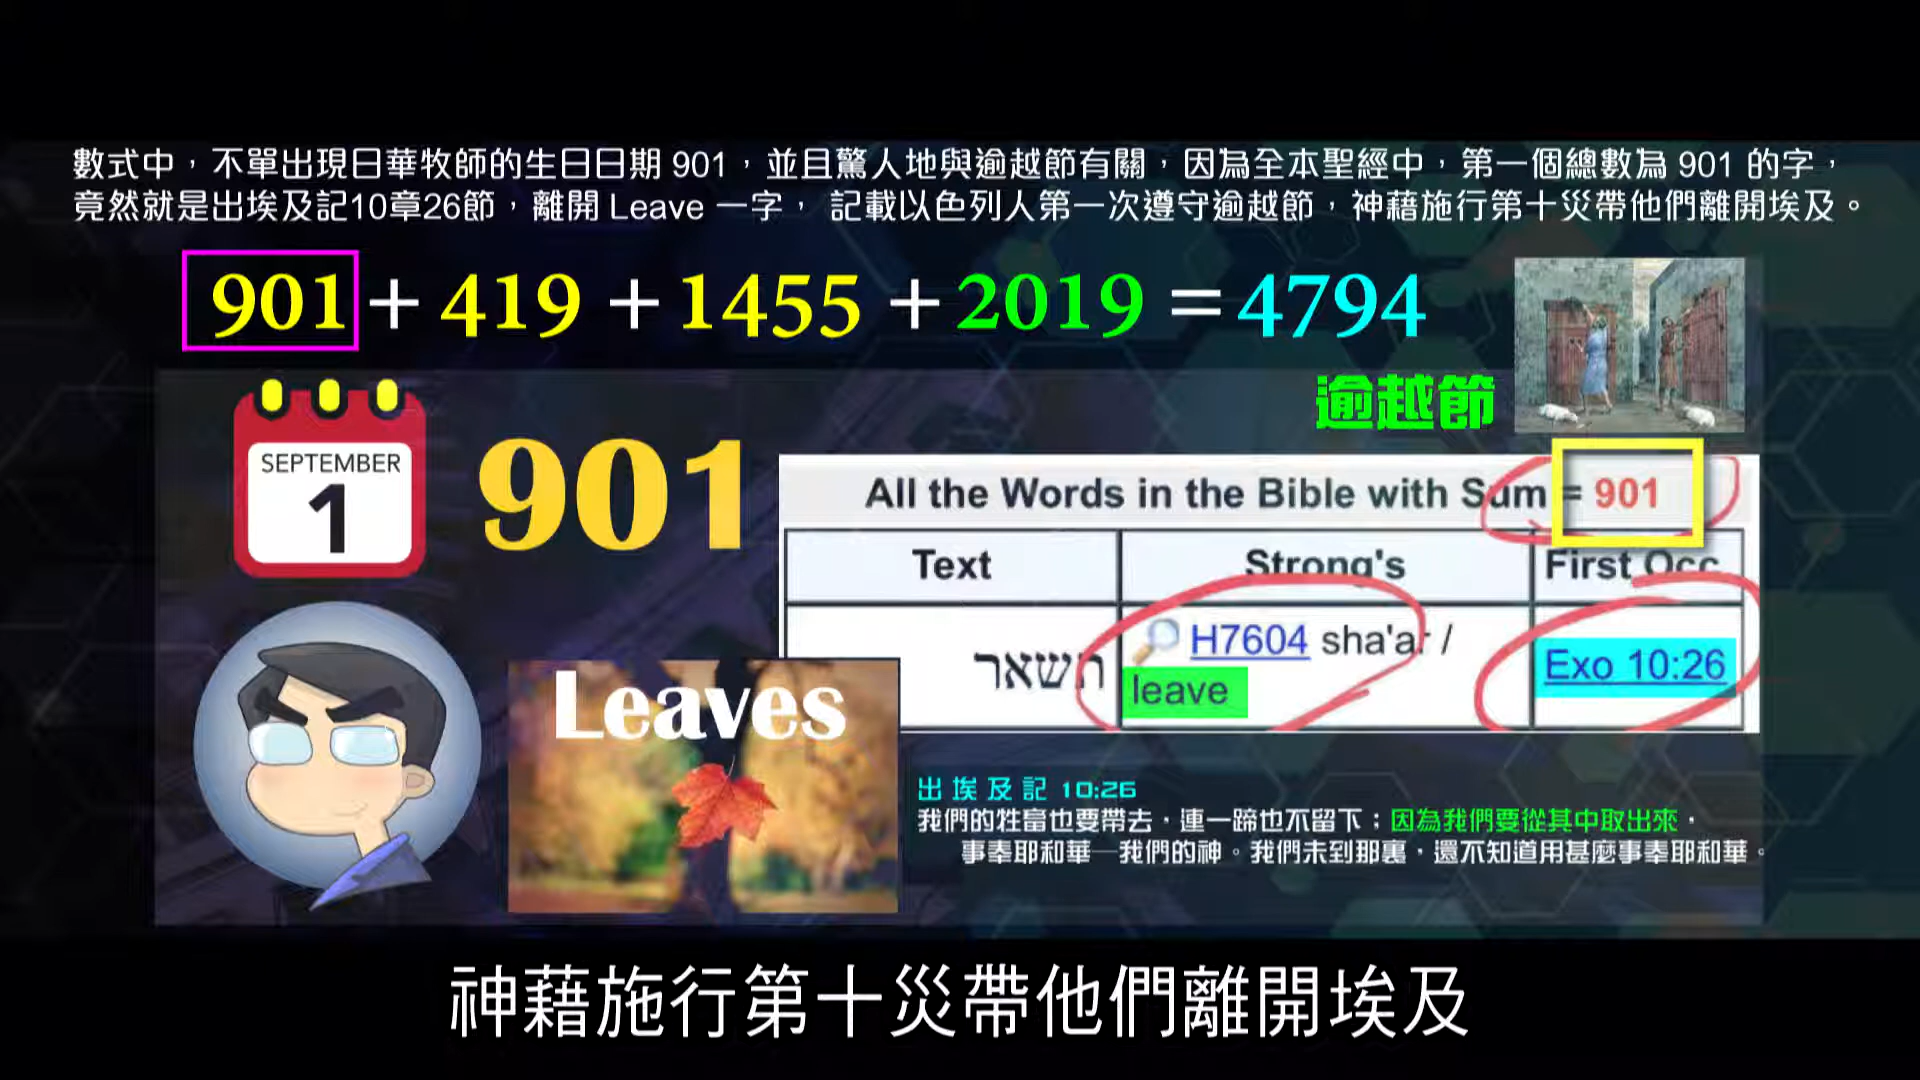 數式中，不單出現日華牧師的生日日期 901，並且驚人地與逾越節有關，因為全本聖經中，第一個總數為 901 的字，
竟然就是出埃及記10章26節，離開 Leave 一字， 記載以色列人第一次遵守逾越節，神藉施行第十災帶他們離開埃及。
901 + 419 + 1455 + 2019 = 4794
逾越節
SEPTEMBER
1
901
All the Words in the Bible with Sum = 901
Text Strong's First Occ
תשאר H7604 sha'ar / Exo 10:26
leave
Leaves
出埃及記 10:26
我們的牲畜也要帶去，連一蹄也不留下；因為我們要從其中取出來，
事奉耶和華─我們的神。我們未到那裏，還不知道用甚麼事奉耶和華。
神藉施行第十災帶他們離開埃及